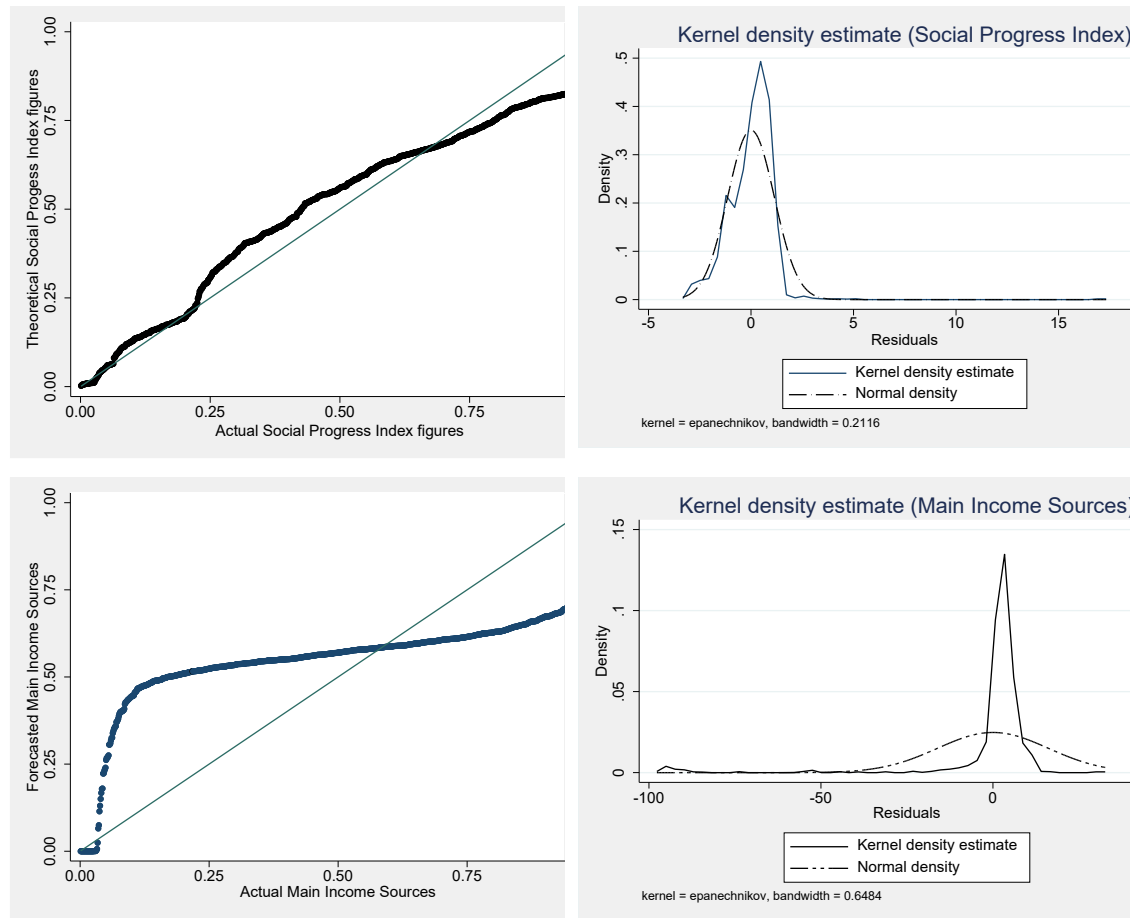 Theoretical Social Progess Index figures
1.00
0.75
0.50
0.25
0.00
0.00 0.25 0.50 0.75
Actual Social Progress Index figures
Kernel density estimate (Social Progress Index)
Density
.5
.4
.3
.2
.1
0
-5 0 5 10 15
Residuals
Kernel density estimate
Normal density
kernel = epanechnikov, bandwidth = 0.2116
Forecasted Main Income Sources
1.00
0.75
0.50
0.25
0.00
0.00 0.25 0.50 0.75
Actual Main Income Sources
Kernel density estimate (Main Income Sources)
Density
.15
.1
.05
0
-100 -50 0
Residuals
Kernel density estimate
Normal density
kernel = epanechnikov, bandwidth = 0.6484